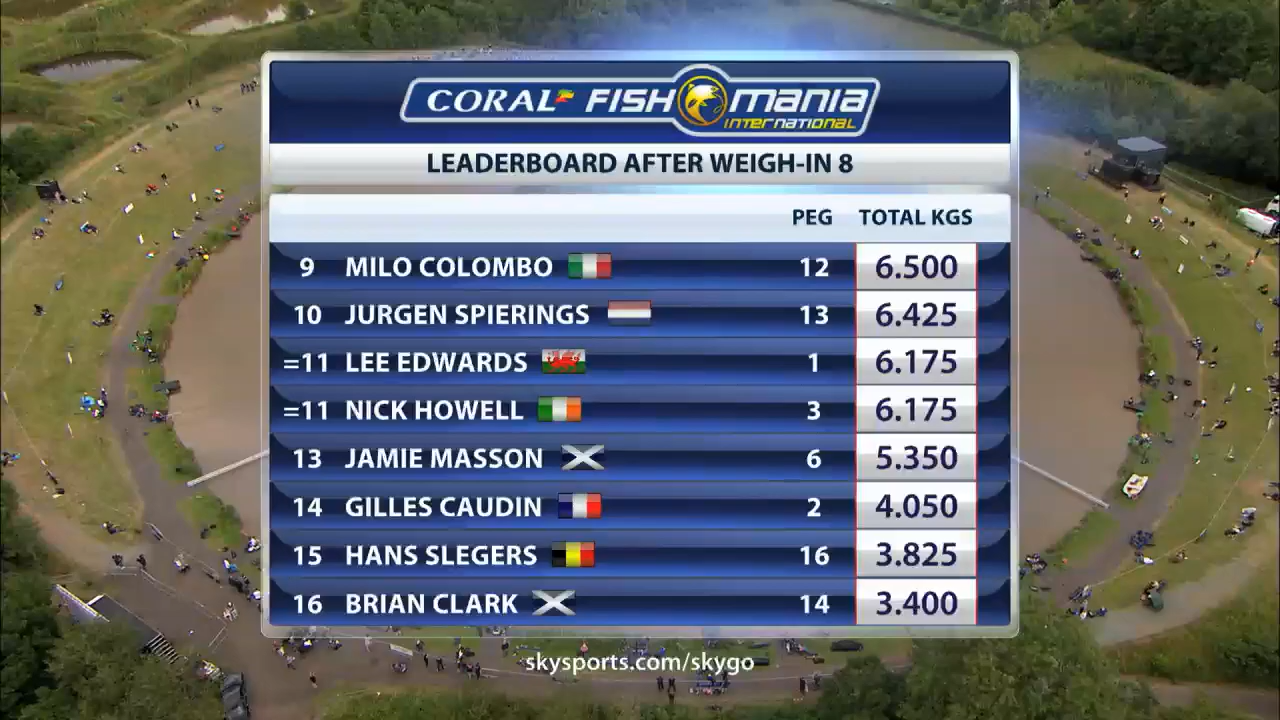 CORAL FISH MANIA
INTERNATIONAL
LEADERBOARD AFTER WEIGH-IN 8
PEG TOTAL KGS
9 MILO COLOMBO 12 6.500
10 JURGEN SPIERINGS 13 6.425
=11 LEE EDWARDS 1 6.175
=11 NICK HOWELL 3 6.175
13 JAMIE MASSON 6 5.350
14 GILLES CAUDIN 2 4.050
15 HANS SLEGERS 16 3.825
16 BRIAN CLARK 14 3.400
skysports.com/skygo